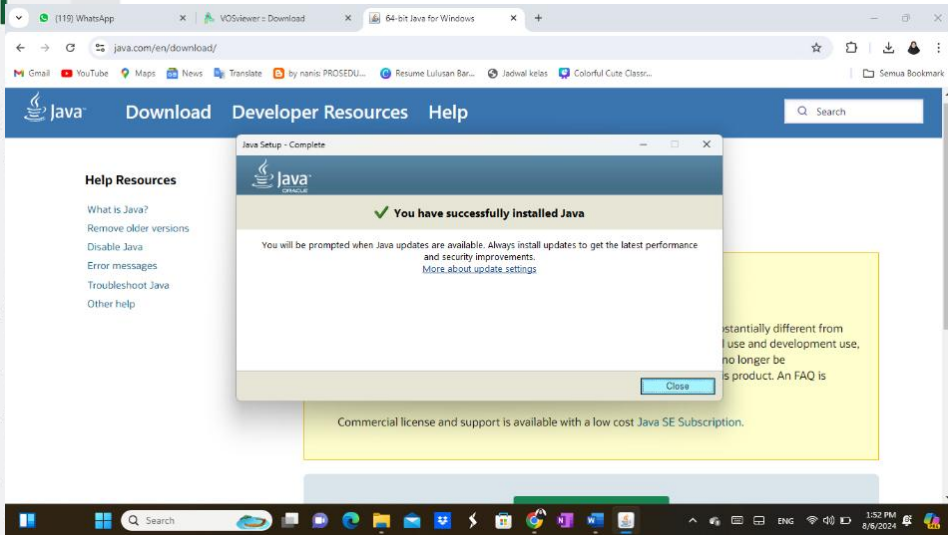 (119) WhatsApp
VOSviewer :: Download
64-bit Java for Windows
java.com/en/download/
Gmail
YouTube
Maps
News
Translate
by nanis: PROSEDU...
Resume Lulusan Bar...
Jadwal kelas
Colorful Cute Classr...
Semua Bookmark
Java
Download
Developer Resources
Help
Search
Help Resources
What is Java?
Remove older versions
Disable Java
Error messages
Troubleshoot Java
Other help
Java Setup - Complete
Java
ORACLE
You have successfully installed Java
You will be prompted when Java updates are available. Always install updates to get the latest performance
and security improvements.
More about update settings
Close
stantially different from
l use and development use,
no longer be
is product. An FAQ is
Commercial license and support is available with a low cost Java SE Subscription.
Search
ENG
1:52 PM
8/6/2024